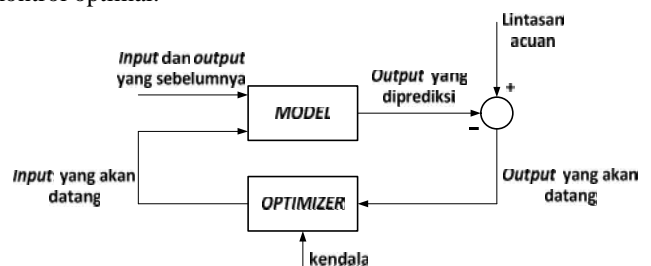 kontrol optimal.
Lintasan
acuan
Input dan output
yang sebelumnya
Output yang
diprediksi
+
MODEL
–
Input yang akan
datang
OPTIMIZER
Output yang akan
datang
kendala